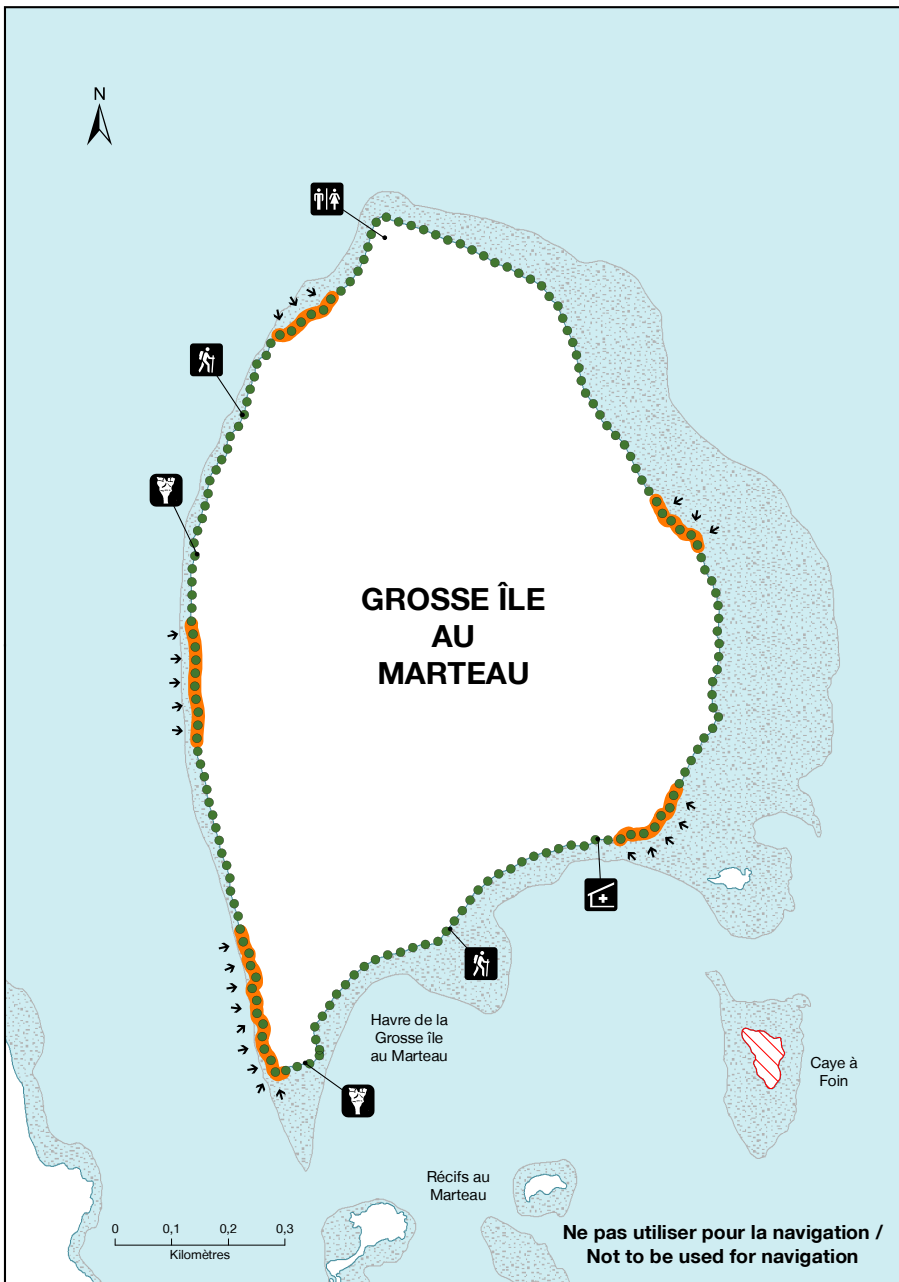 N
GROSSE ÎLE
AU
MARTEAU
Havre de la
Grosse île
au Marteau
Caye à
Foin
Récifs au
Marteau
0 0,1 0,2 0,3
Kilomètres
Ne pas utiliser pour la navigation /
Not to be used for navigation